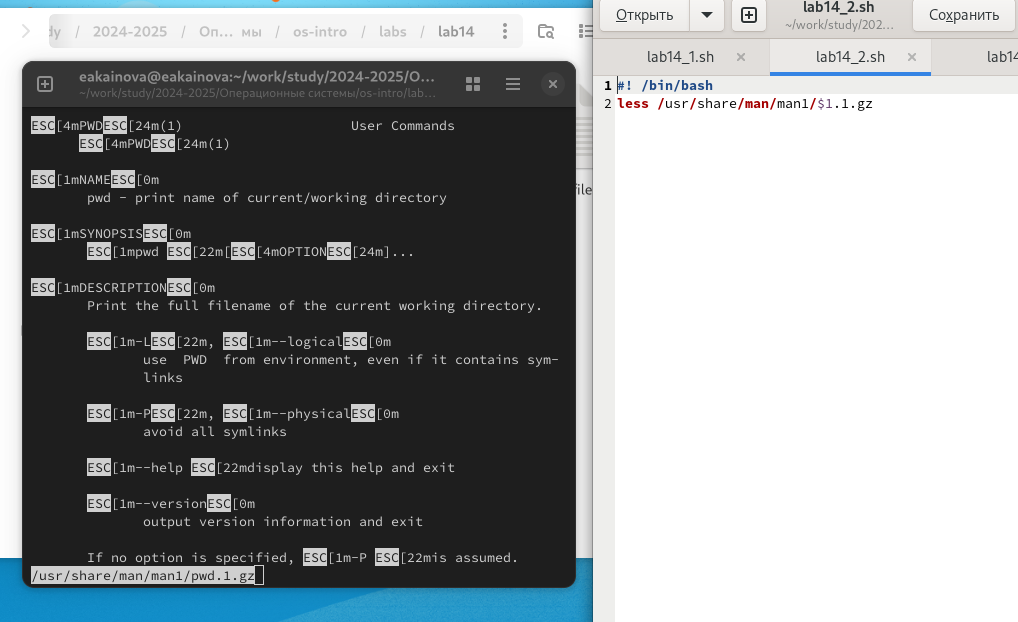 dy / 2024-2025 / Оп… мы / os-intro / labs / lab14
eakainova@eakainova:~/work/study/2024-2025/О…
~/work/study/2024-2025/Операционные системы/os-intro/lab…
ESC[4mPWDESC[24m(1) User Commands
ESC[4mPWDESC[24m(1)
ESC[1mNAMEESC[0m
pwd - print name of current/working directory
ESC[1mSYNOPSISESC[0m
ESC[1mpwd ESC[22m[ESC[4mOPTIONESC[24m]...
ESC[1mDESCRIPTIONESC[0m
Print the full filename of the current working directory.
ESC[1m-LESC[22m, ESC[1m--logicalESC[0m
use PWD from environment, even if it contains sym-
links
ESC[1m-PESC[22m, ESC[1m--physicalESC[0m
avoid all symlinks
ESC[1m--help ESC[22mdisplay this help and exit
ESC[1m--versionESC[0m
output version information and exit
If no option is specified, ESC[1m-P ESC[22mis assumed.
/usr/share/man/man1/pwd.1.gz
file
Открыть
lab14_2.sh
~/work/study/202…
Сохранить
lab14_1.sh × lab14_2.sh × lab14
1 #! /bin/bash
2 less /usr/share/man/man1/$1.1.gz